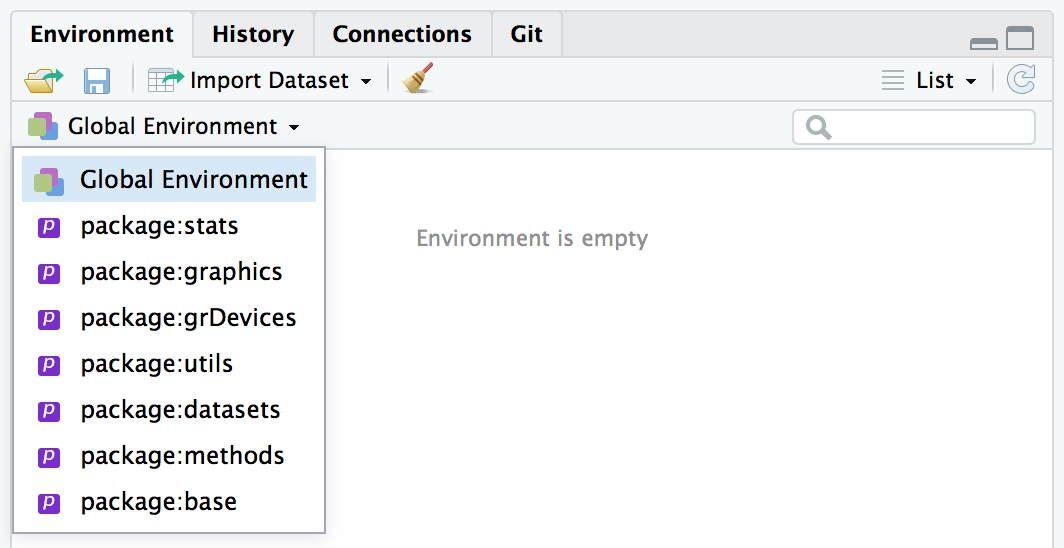 Environment History Connections Git
Import Dataset List
Global Environment
Global Environment
p package:stats
Environment is empty
p package:graphics
p package:grDevices
p package:utils
p package:datasets
p package:methods
p package:base